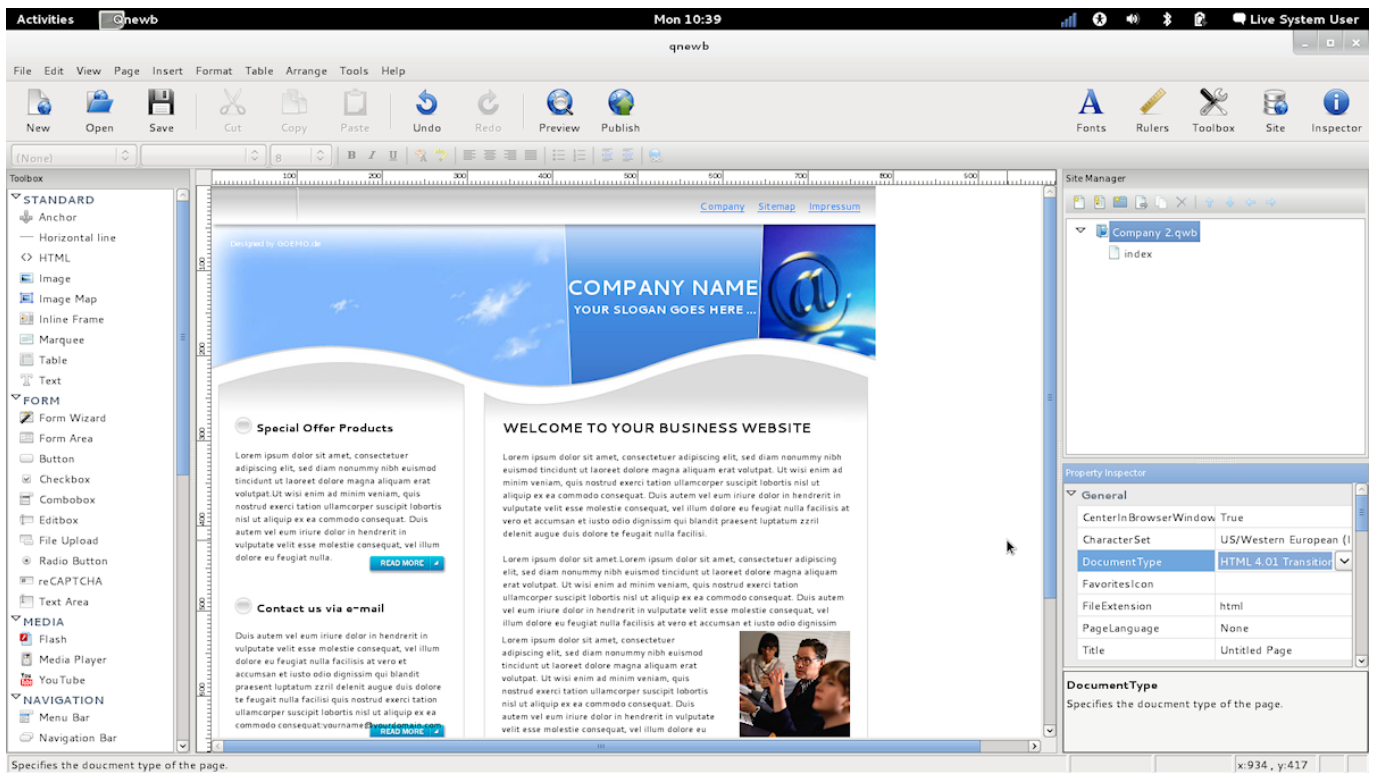 Activities Qnewb Mon 10:39 Live System User
qnewb
File Edit View Page Insert Format Table Arrange Tools Help
New Open Save Cut Copy Paste Undo Redo Preview Publish Fonts Rulers Toolbox Site Inspector
(None) 8 B I U
Toolbox
STANDARD
Anchor
Horizontal line
HTML
Image
Image Map
Inline Frame
Marquee
Table
Text
FORM
Form Wizard
Form Area
Button
Checkbox
Combobox
Editbox
File Upload
Radio Button
reCAPTCHA
Text Area
MEDIA
Flash
Media Player
YouTube
NAVIGATION
Menu Bar
Navigation Bar
100 200 300 400 500 600 700 800 900
100
200
300
400
500
600
Company Sitemap Impressum
Designed by GOEMO.de
COMPANY NAME
YOUR SLOGAN GOES HERE ...
Special Offer Products
Lorem ipsum dolor sit amet, consectetuer
adipiscing elit, sed diam nonummy nibh euismod
tincidunt ut laoreet dolore magna aliquam erat
volutpat.Ut wisi enim ad minim veniam, quis
nostrud exerci tation ullamcorper suscipit lobortis
nisl ut aliquip ex ea commodo consequat. Duis
autem vel eum iriure dolor in hendrerit in
vulputate velit esse molestie consequat, vel illum
dolore eu feugiat nulla.
READ MORE
Contact us via e-mail
Duis autem vel eum iriure dolor in hendrerit in
vulputate velit esse molestie consequat, vel illum
dolore eu feugiat nulla facilisis at vero et
accumsan et iusto odio dignissim qui blandit
praesent luptatum zzril delenit augue duis dolore
te feugait nulla facilisi quis nostrud exerci tation
ullamcorper suscipit lobortis nisl ut aliquip ex ea
commodo consequat:yourname@yourdomain.com
READ MORE
WELCOME TO YOUR BUSINESS WEBSITE
Lorem ipsum dolor sit amet, consectetuer adipiscing elit, sed diam nonummy nibh
euismod tincidunt ut laoreet dolore magna aliquam erat volutpat. Ut wisi enim ad
minim veniam, quis nostrud exerci tation ullamcorper suscipit lobortis nisl ut
aliquip ex ea commodo consequat. Duis autem vel eum iriure dolor in hendrerit in
vulputate velit esse molestie consequat, vel illum dolore eu feugiat nulla facilisis at
vero et accumsan et iusto odio dignissim qui blandit praesent luptatum zzril
delenit augue duis dolore te feugait nulla facilisi.
Lorem ipsum dolor sit amet.Lorem ipsum dolor sit amet, consectetuer adipiscing
elit, sed diam nonummy nibh euismod tincidunt ut laoreet dolore magna aliquam
erat volutpat. Ut wisi enim ad minim veniam, quis nostrud exerci tation
ullamcorper suscipit lobortis nisl ut aliquip ex ea commodo consequat. Duis autem
vel eum iriure dolor in hendrerit in vulputate velit esse molestie consequat, vel
illum dolore eu feugiat nulla facilisis at vero et accumsan et iusto odio dignissim
Lorem ipsum dolor sit amet, consectetuer
adipiscing elit, sed diam nonummy nibh euismod
tincidunt ut laoreet dolore magna aliquam erat
volutpat. Ut wisi enim ad minim veniam, quis
nostrud exerci tation ullamcorper suscipit lobortis
nisl ut aliquip ex ea commodo consequat. Duis
autem vel eum iriure dolor in hendrerit in vulputate
velit esse molestie consequat, vel illum dolore eu
Site Manager
Company 2.qwb
index
Property Inspector
General
CenterInBrowserWindow True
CharacterSet US/Western European (I
DocumentType HTML 4.01 Transition
FavoritesIcon
FileExtension html
PageLanguage None
Title Untitled Page
DocumentType
Specifies the doucment type of the page.
Specifies the doucment type of the page. x:934 , y:417